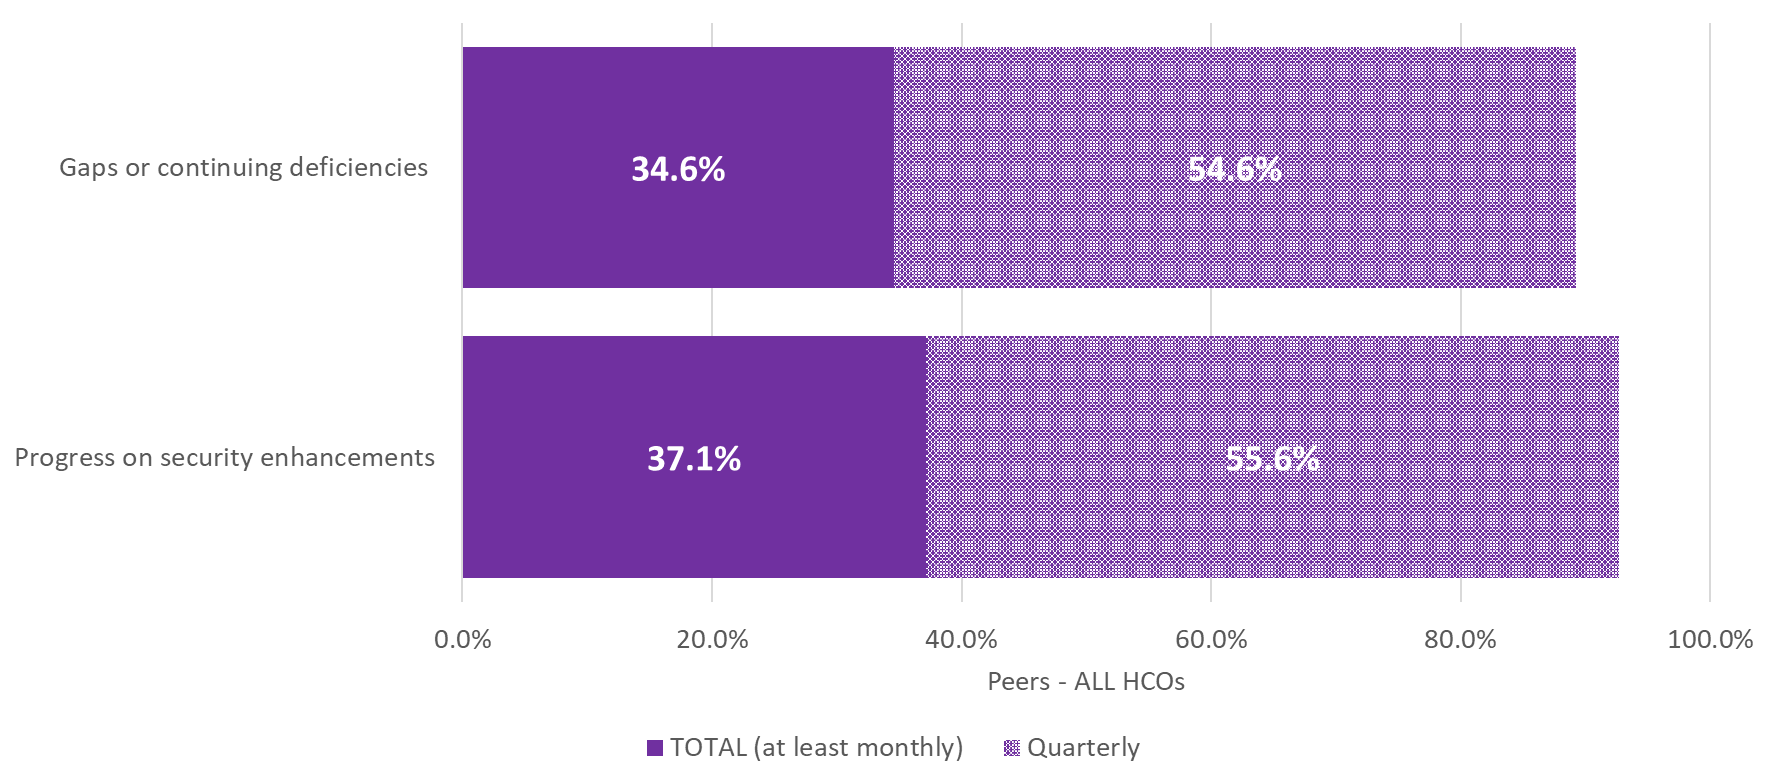 Gaps or continuing deficiencies
34.6%
54.6%
Progress on security enhancements
37.1%
55.6%
0.0% 20.0% 40.0% 60.0% 80.0% 100.0%
Peers - ALL HCOs
TOTAL (at least monthly) Quarterly